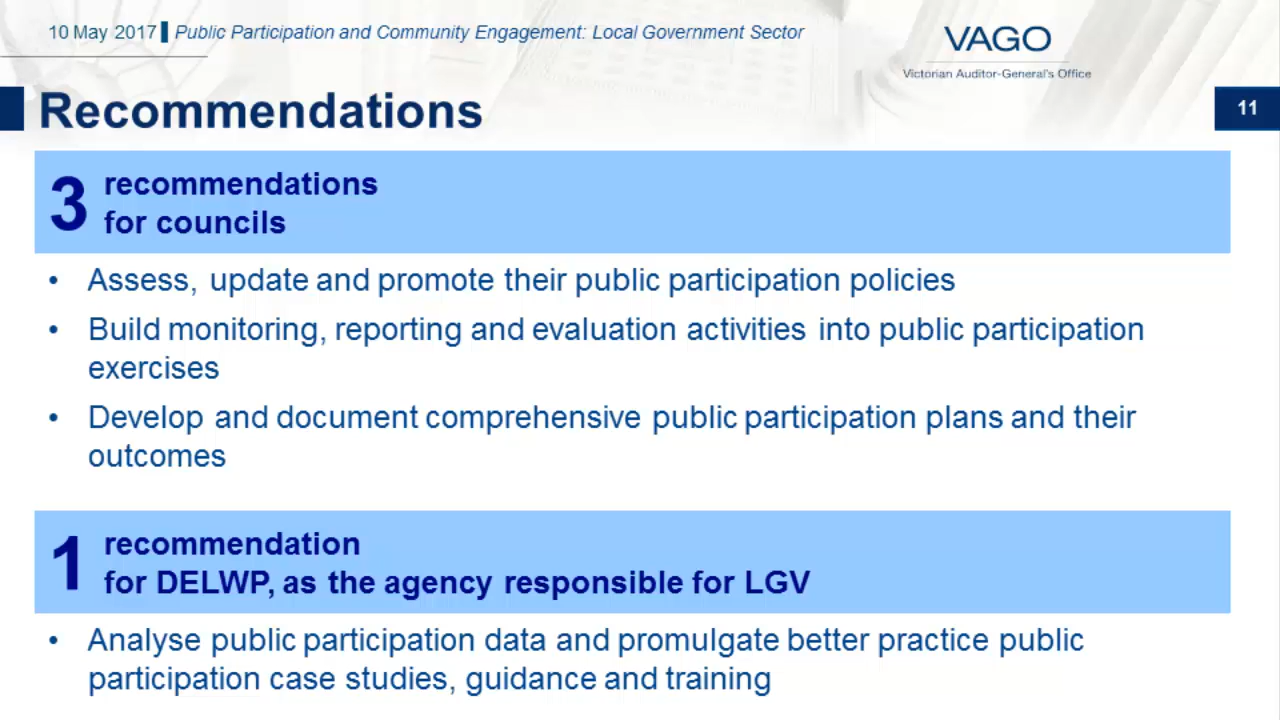 10 May 2017 Public Participation and Community Engagement: Local Government Sector
VAGO
Victorian Auditor-General's Office
Recommendations
11
3 recommendations
for councils
• Assess, update and promote their public participation policies
• Build monitoring, reporting and evaluation activities into public participation
exercises
• Develop and document comprehensive public participation plans and their
outcomes
1 recommendation
for DELWP, as the agency responsible for LGV
• Analyse public participation data and promulgate better practice public
participation case studies, guidance and training